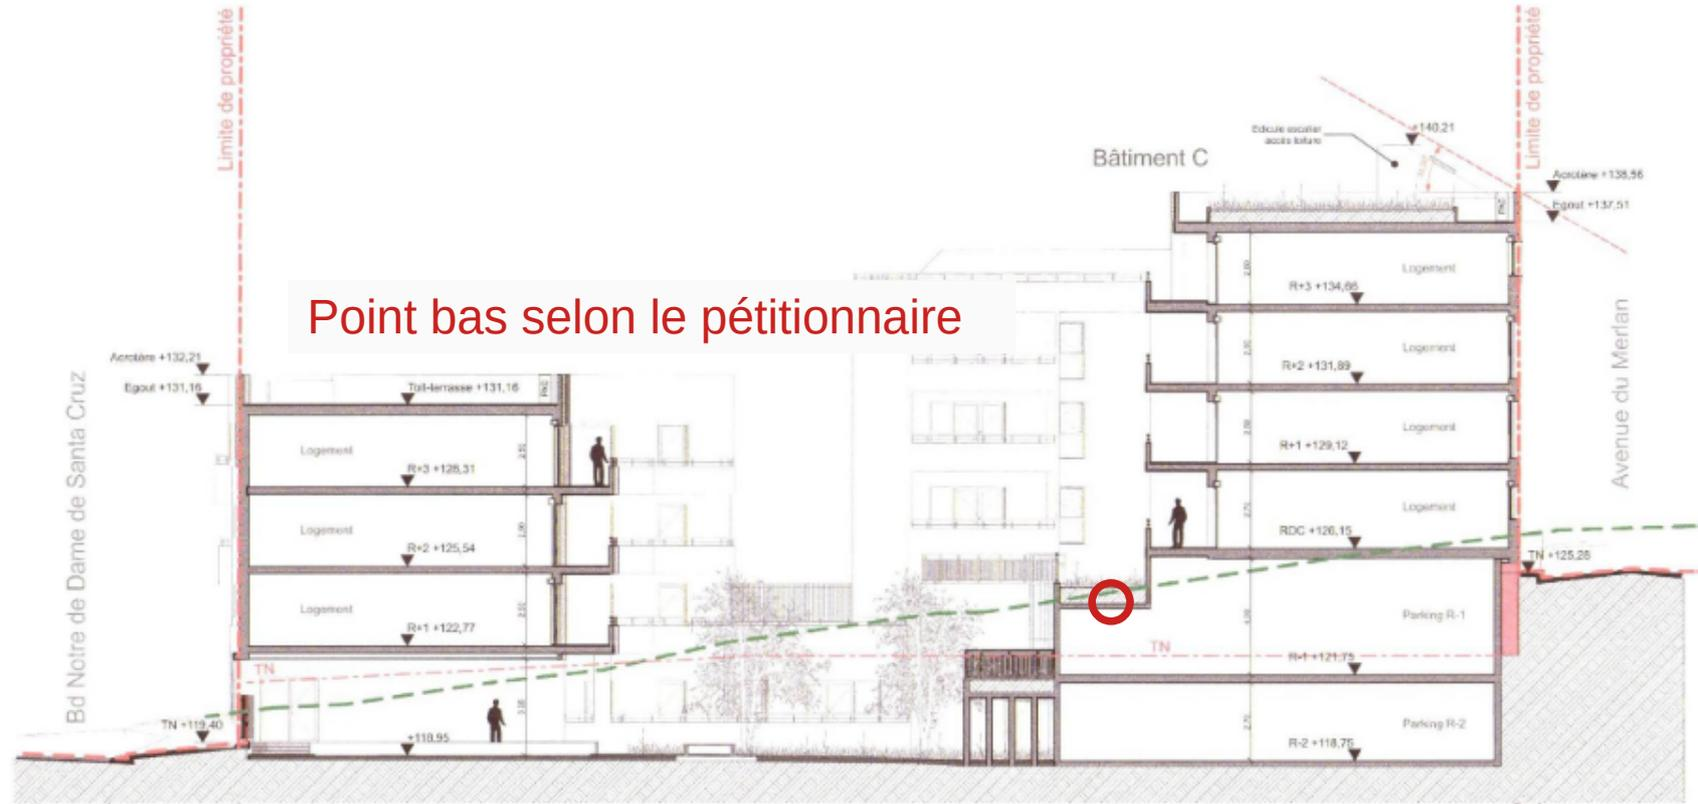 Limite de propriété
Limite de propriété
+140,21
Edicule escalier
accès toiture
Bâtiment C
Acrotère +138,56
Egout +137,51
Logement
R+3 +134,66
Point bas selon le pétitionnaire
Avenue du Merlan
Logement
R+2 +131,89
Acrotère +132,21
Egout +131,16
Toit-terrasse +131,16
Bd Notre de Dame de Santa Cruz
Logement
R+1 +129,12
Logement
R+3 +128,31
Logement
RDC +126,15
Logement
R+2 +125,54
TN +125,28
Logement
R+1 +122,77
Parking R-1
TN
TN
R-1 +121,75
TN +119,40
+118,95
Parking R-2
R-2 +118,75